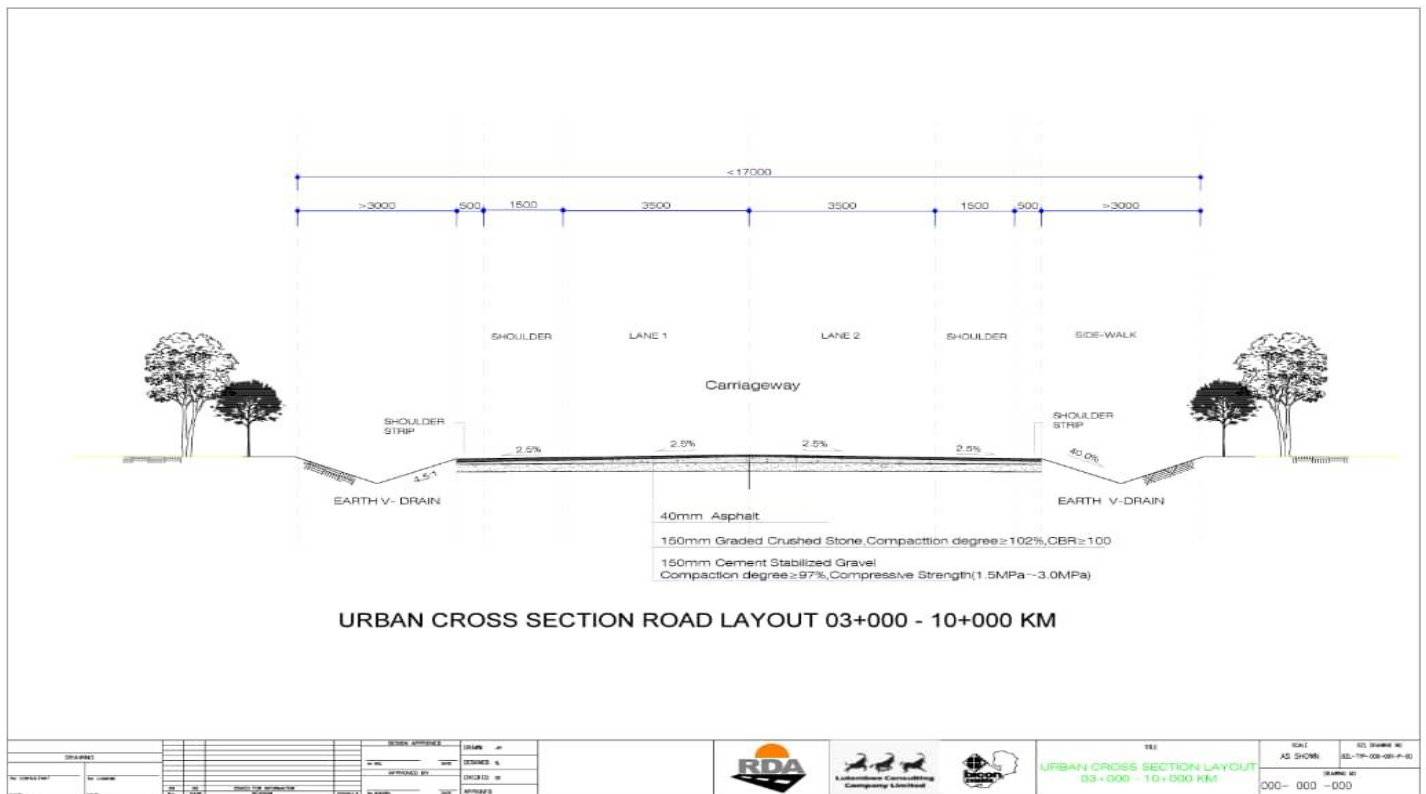 <17000
>3000 500 1500 3500 3500 1500 500 >3000
SHOULDER LANE 1 LANE 2 SHOULDER SIDE-WALK
Carriageway
SHOULDER
STRIP
SHOULDER
STRIP
2.5% 2.5% 2.5% 2.5% 40.0%
4.5:1
EARTH V- DRAIN
EARTH V-DRAIN
40mm Asphalt
150mm Graded Crushed Stone,Compacttion degree≥102%,CBR≥100
150mm Cement Stabilized Gravel
Compaction degree≥97%,Compressive Strength(1.5MPa~3.0MPa)
URBAN CROSS SECTION ROAD LAYOUT 03+000 - 10+000 KM
DRAWING
DESIGN APPROVED
APPROVED BY
DRAWN
DESIGNED
CHECKED
APPROVED
RDA
Lutembwe Consulting
Company Limited
bicon
TITLE
URBAN CROSS SECTION LAYOUT
03+000 - 10+000 KM
SCALE
AS SHOWN
DRAWING NO
000- 000 -000